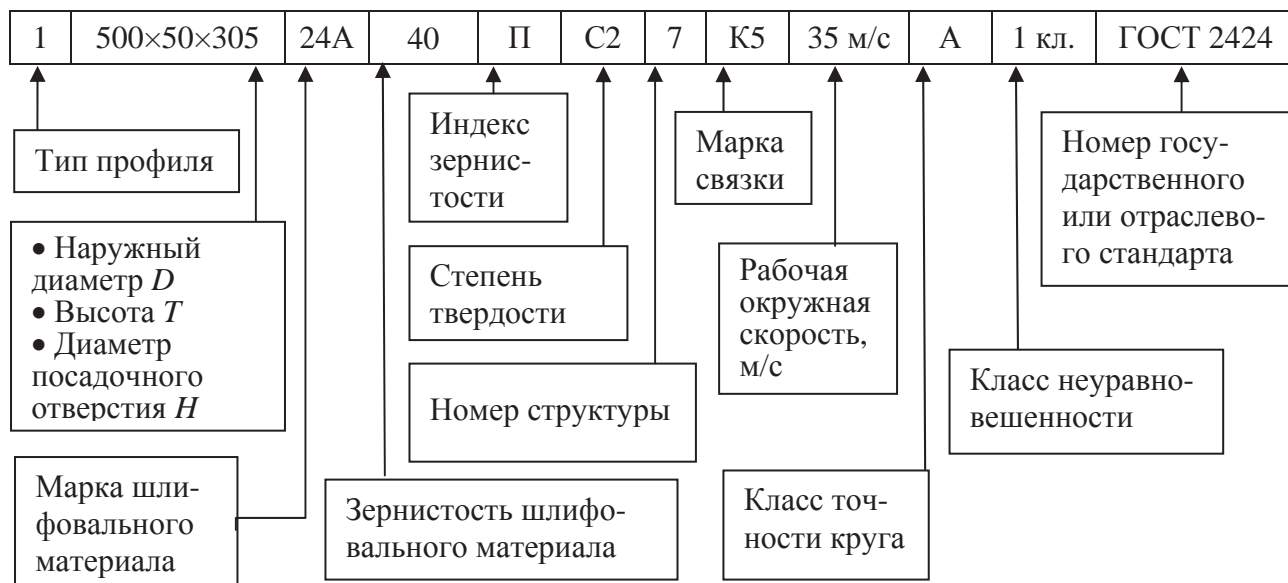 1 500×50×305 24А 40 П С2 7 К5 35 м/с А 1 кл. ГОСТ 2424
Тип профиля
• Наружный
диаметр D
• Высота T
• Диаметр
посадочного
отверстия H
Марка шли-
фовального
материала
Индекс
зернис-
тости
Степень
твердости
Номер структуры
Зернистость шлифо-
вального материала
Марка
связки
Рабочая
окружная
скорость,
м/с
Класс точ-
ности круга
Номер госу-
дарственного
или отраслево-
го стандарта
Класс неуравно-
вешенности